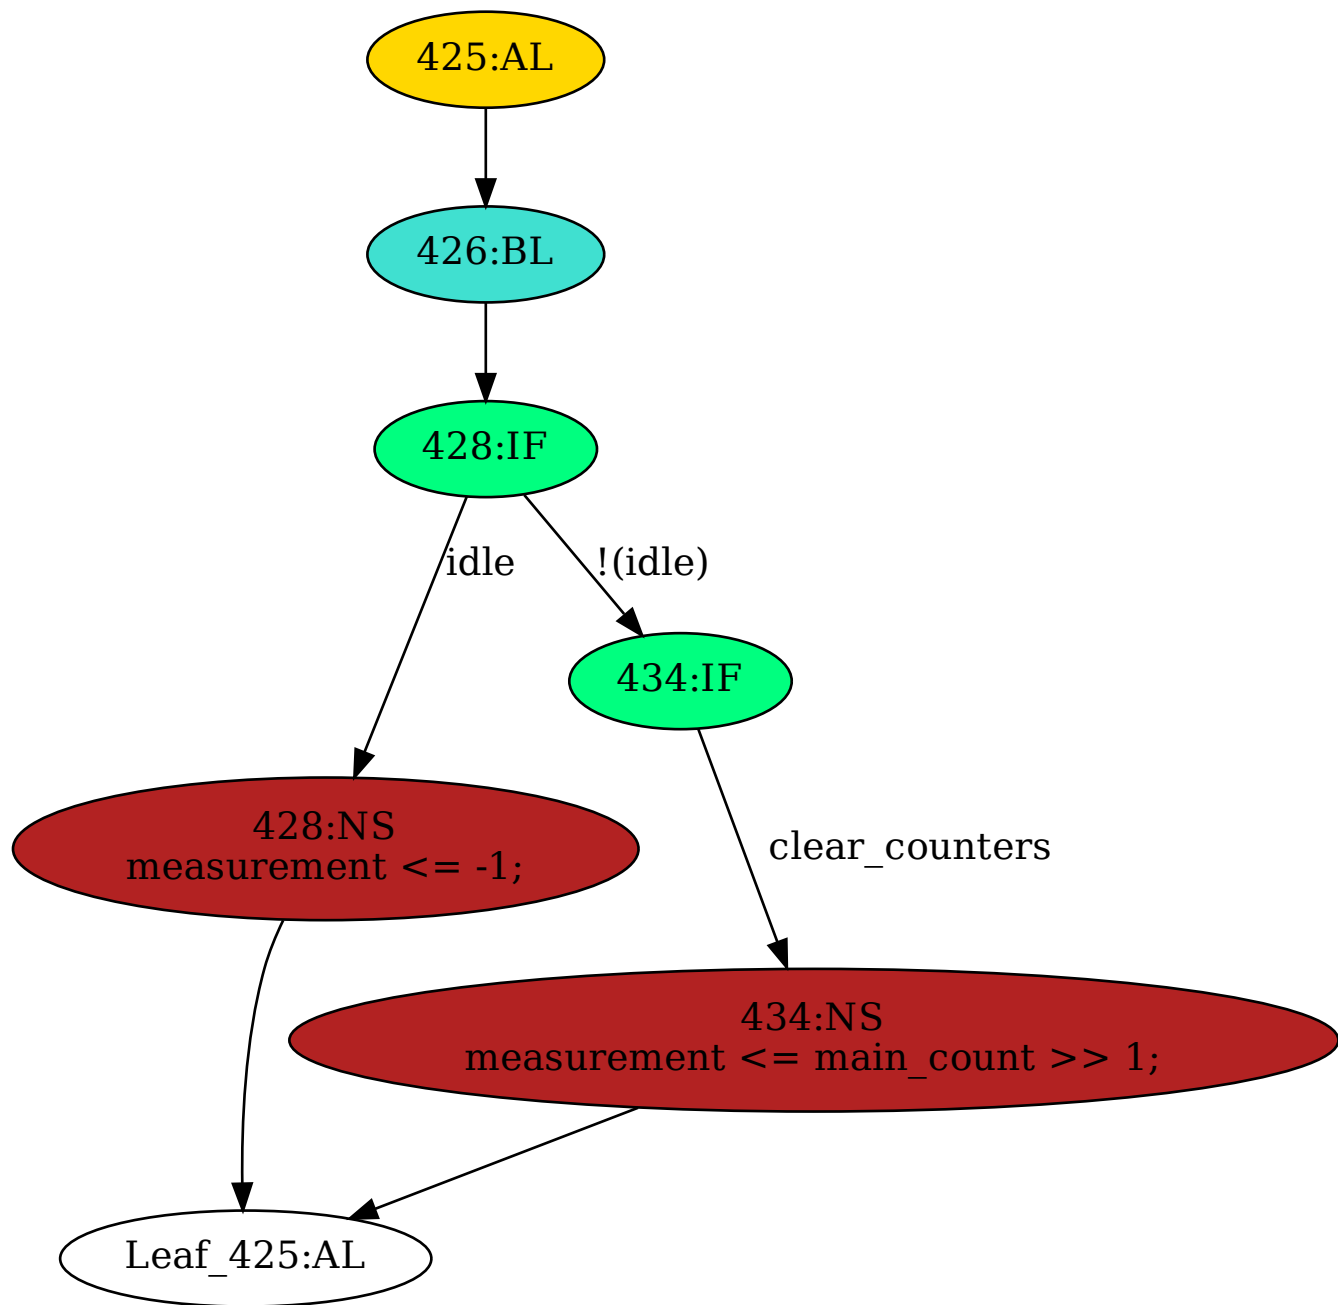 425:AL
426:BL
428:IF
idle
!(idle)
434:IF
428:NS
measurement <= -1;
clear_counters
434:NS
measurement <= main_count >> 1;
Leaf_425:AL